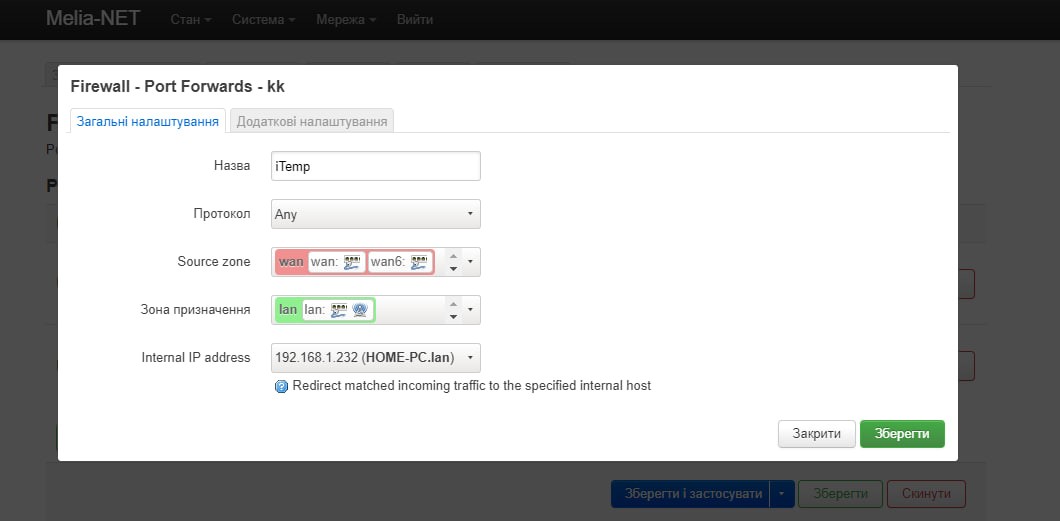 Melia-NET Стан Система Мережа Вийти
Firewall - Port Forwards - kk
Загальні налаштування Додаткові налаштування
Назва iTemp
Протокол Any
Source zone wan wan: wan6:
Зона призначення lan lan:
Internal IP address 192.168.1.232 (HOME-PC.lan)
Redirect matched incoming traffic to the specified internal host
Закрити Зберегти
Зберегти і застосувати Зберегти Скинути